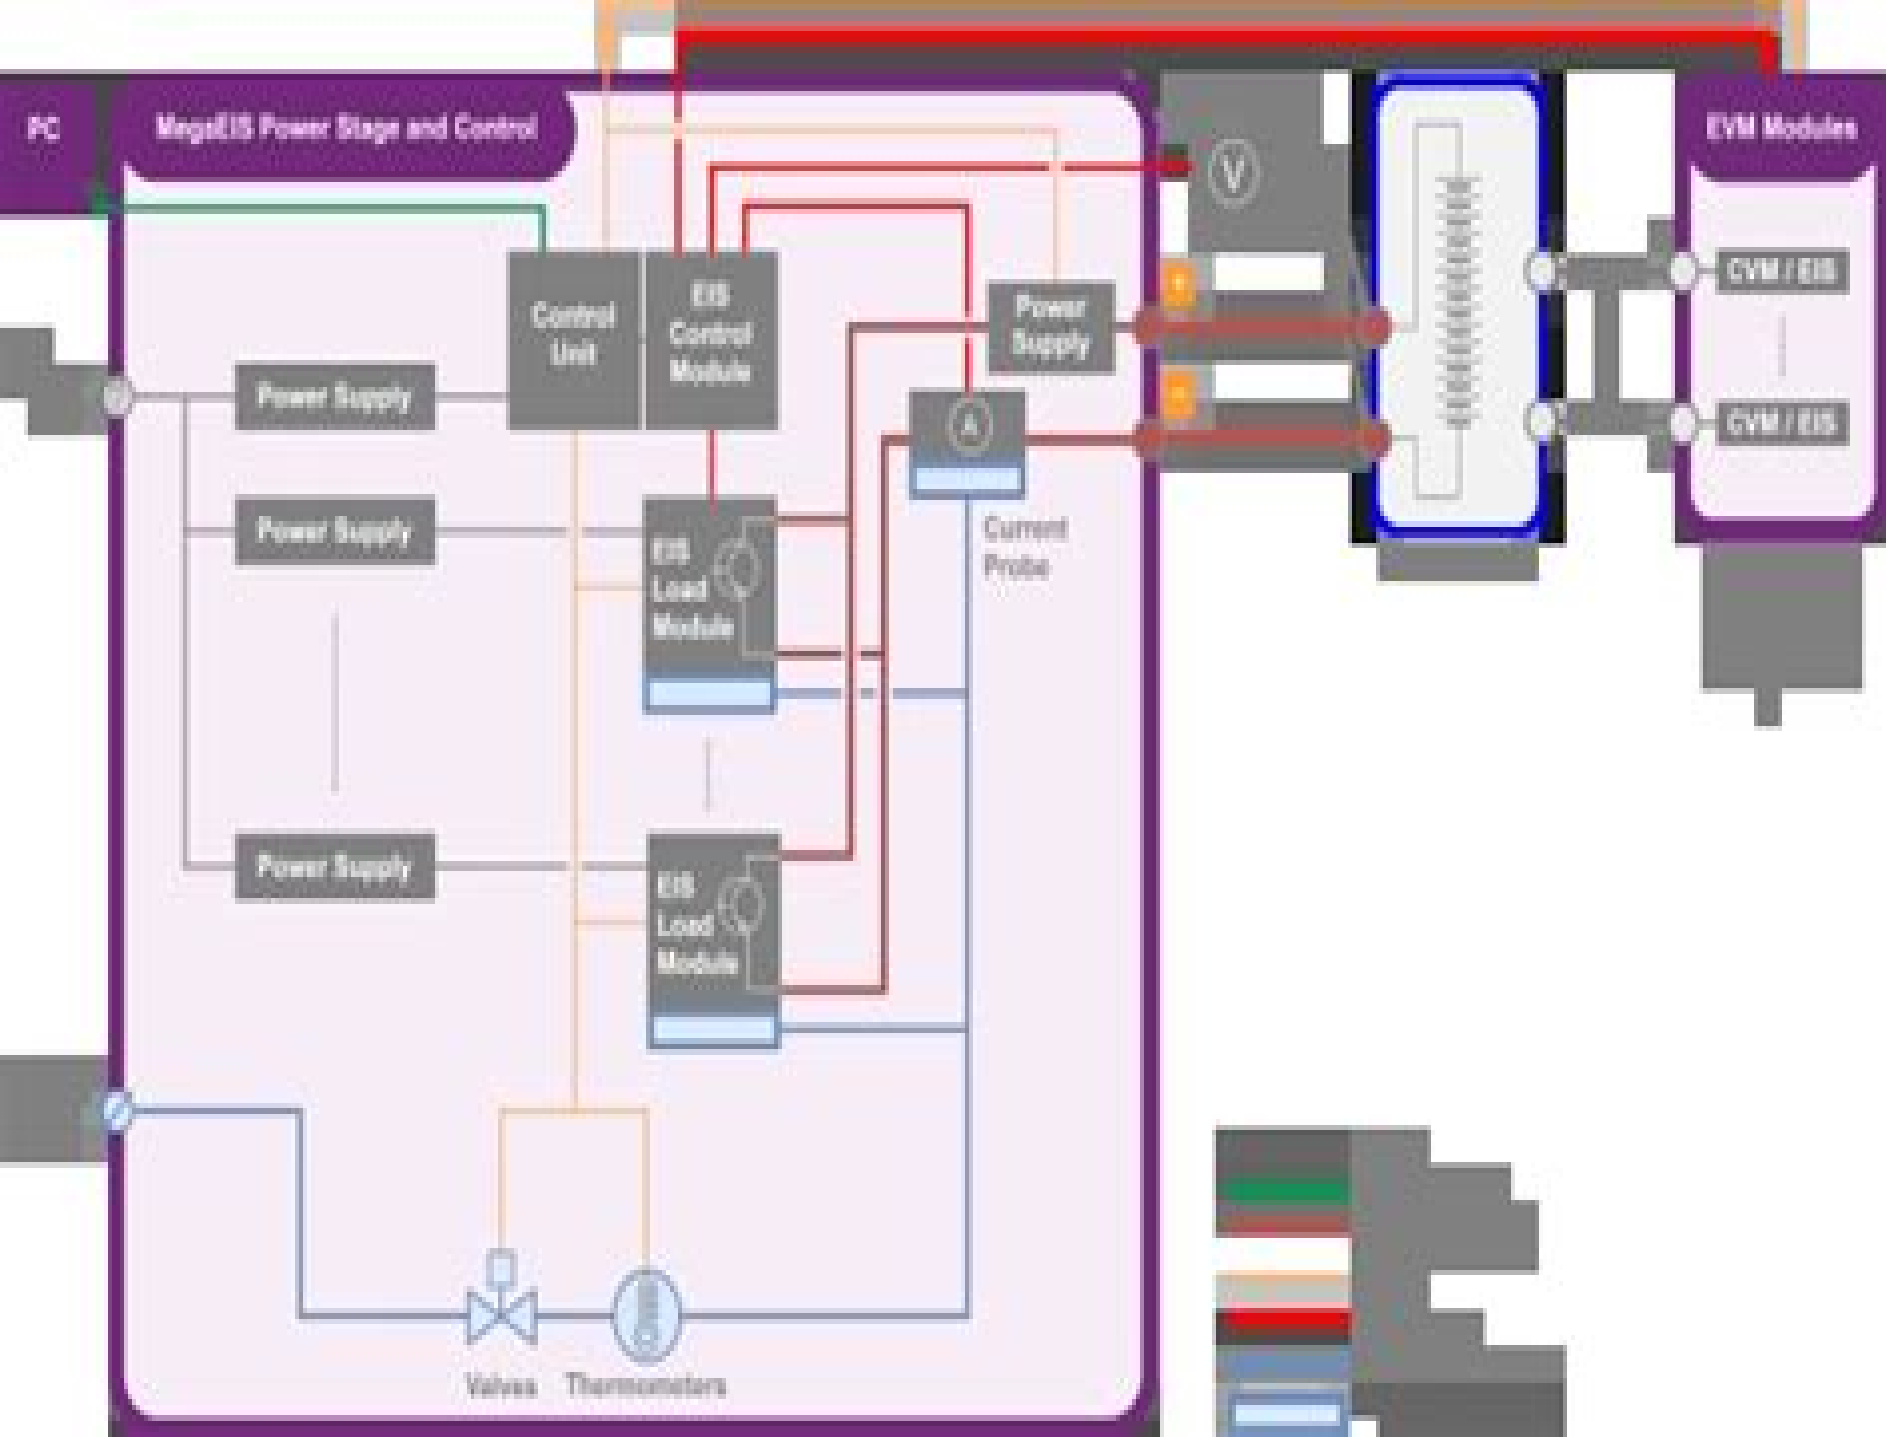 PC
MegaEIS Power Stage and Control
EVM Modules
V
Control
Unit
EIS
Control
Module
Power
Supply
CVM / EIS
CVM / EIS
Power Supply
A
Power Supply
Current
Probe
EIS
Load
Module
Power Supply
EIS
Load
Module
Valves
Thermometers